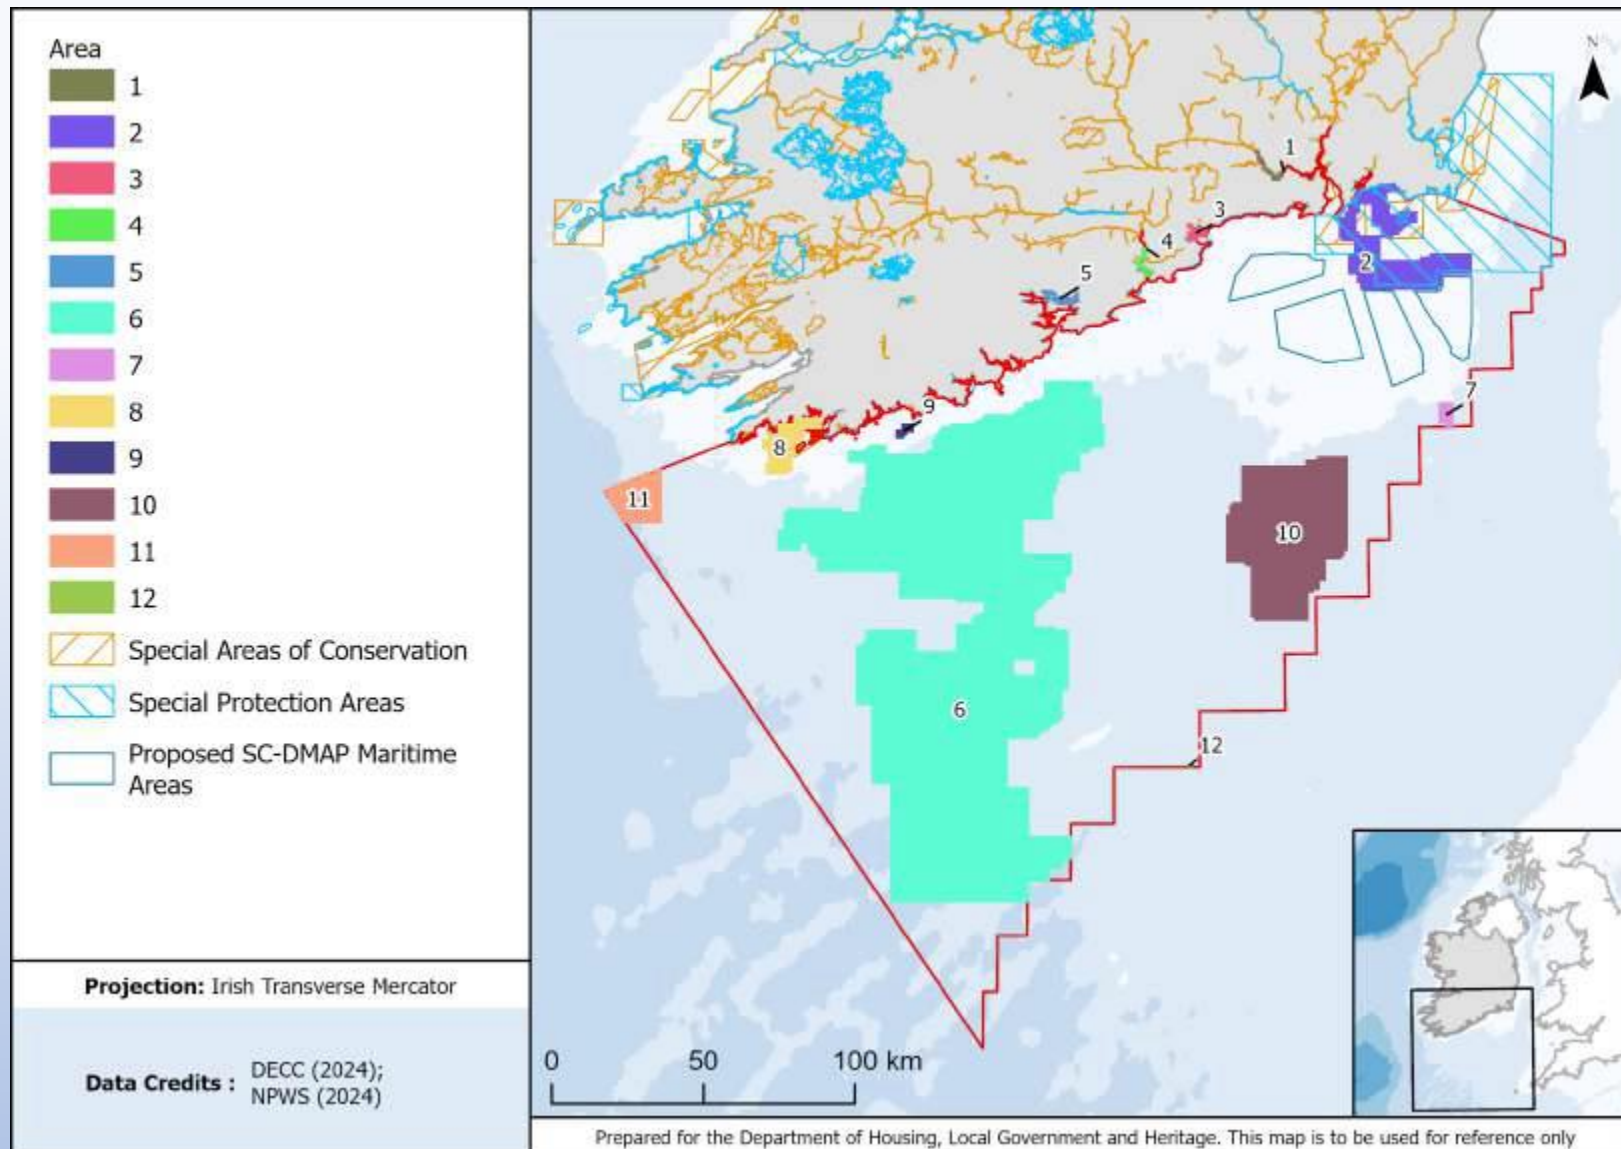 Area
1
2
3
4
5
6
7
8
9
10
11
12
Special Areas of Conservation
Special Protection Areas
Proposed SC-DMAP Maritime
Areas
Projection: Irish Transverse Mercator
Data Credits : DECC (2024);
NPWS (2024)
N
1
3
2
4
5
7
9
8
11
10
6
12
0 50 100 km
Prepared for the Department of Housing, Local Government and Heritage. This map is to be used for reference only